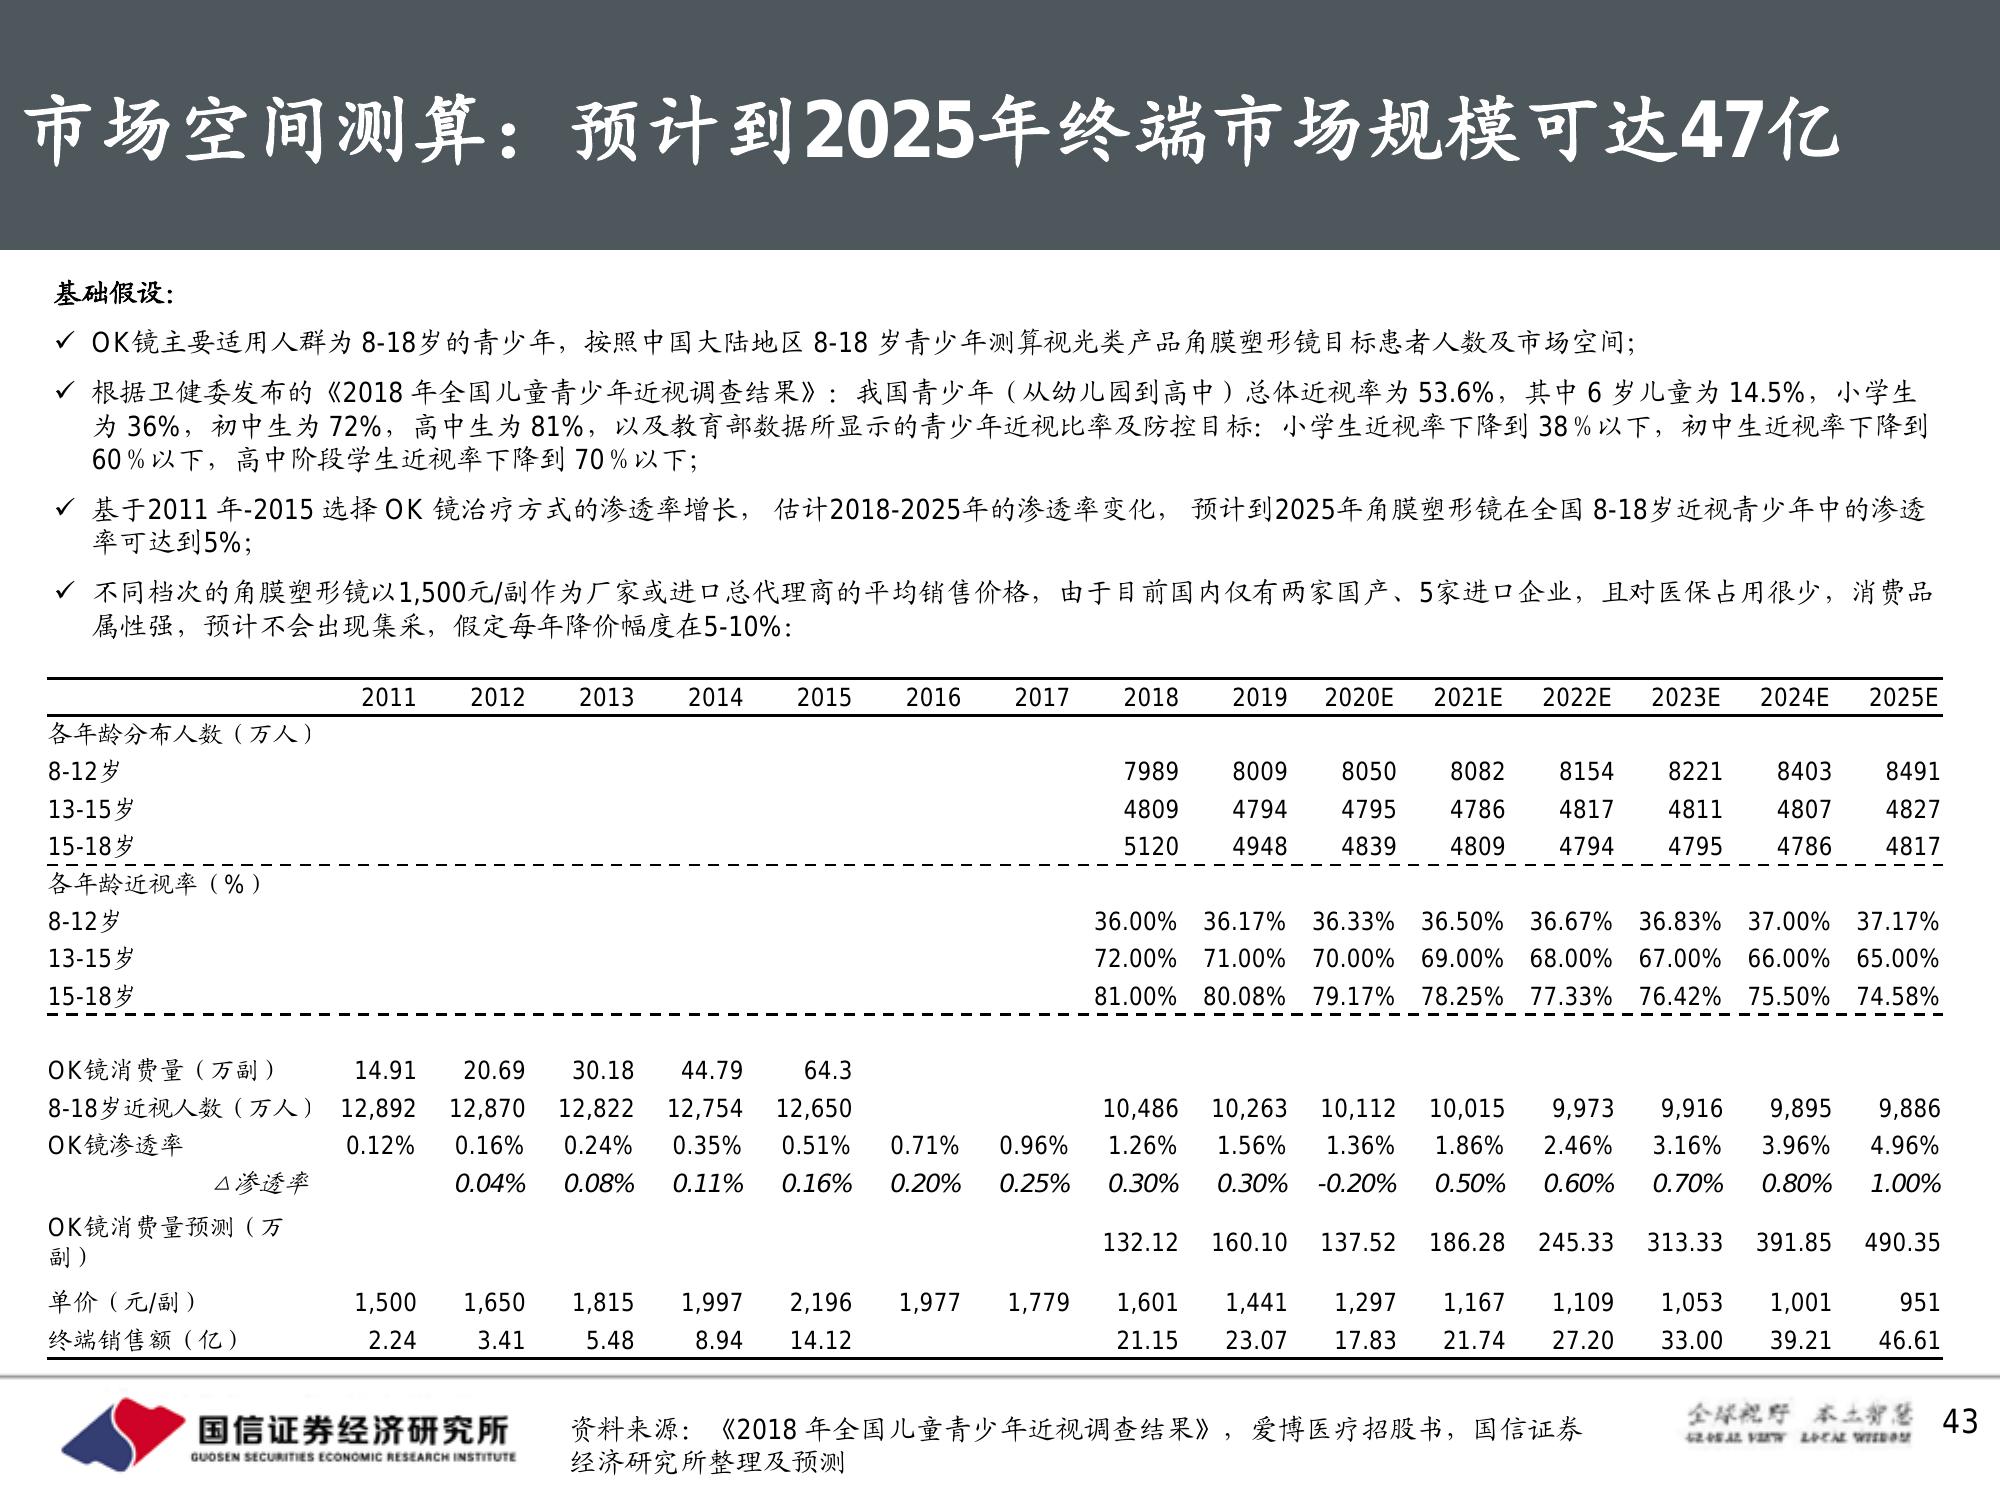 市场空间测算：预计到2025年终端市场规模可达47亿
基础假设：
✓ OK镜主要适用人群为 8-18岁的青少年，按照中国大陆地区 8-18 岁青少年测算视光类产品角膜塑形镜目标患者人数及市场空间；
✓ 根据卫健委发布的《2018 年全国儿童青少年近视调查结果》：我国青少年（从幼儿园到高中）总体近视率为 53.6%，其中 6 岁儿童为 14.5%，小学生
为 36%，初中生为 72%，高中生为 81%，以及教育部数据所显示的青少年近视比率及防控目标：小学生近视率下降到 38％以下，初中生近视率下降到
60％以下，高中阶段学生近视率下降到 70％以下；
✓ 基于2011 年-2015 选择 OK 镜治疗方式的渗透率增长， 估计2018-2025年的渗透率变化， 预计到2025年角膜塑形镜在全国 8-18岁近视青少年中的渗透
率可达到5%；
✓ 不同档次的角膜塑形镜以1,500元/副作为厂家或进口总代理商的平均销售价格，由于目前国内仅有两家国产、5家进口企业，且对医保占用很少，消费品
属性强，预计不会出现集采，假定每年降价幅度在5-10%：
2011 2012 2013 2014 2015 2016 2017 2018 2019 2020E 2021E 2022E 2023E 2024E 2025E
各年龄分布人数（万人）
8-12岁 7989 8009 8050 8082 8154 8221 8403 8491
13-15岁 4809 4794 4795 4786 4817 4811 4807 4827
15-18岁 5120 4948 4839 4809 4794 4795 4786 4817
各年龄近视率（%）
8-12岁 36.00% 36.17% 36.33% 36.50% 36.67% 36.83% 37.00% 37.17%
13-15岁 72.00% 71.00% 70.00% 69.00% 68.00% 67.00% 66.00% 65.00%
15-18岁 81.00% 80.08% 79.17% 78.25% 77.33% 76.42% 75.50% 74.58%
OK镜消费量（万副） 14.91 20.69 30.18 44.79 64.3
8-18岁近视人数（万人） 12,892 12,870 12,822 12,754 12,650 10,486 10,263 10,112 10,015 9,973 9,916 9,895 9,886
OK镜渗透率 0.12% 0.16% 0.24% 0.35% 0.51% 0.71% 0.96% 1.26% 1.56% 1.36% 1.86% 2.46% 3.16% 3.96% 4.96%
△渗透率 0.04% 0.08% 0.11% 0.16% 0.20% 0.25% 0.30% 0.30% -0.20% 0.50% 0.60% 0.70% 0.80% 1.00%
OK镜消费量预测（万
副） 132.12 160.10 137.52 186.28 245.33 313.33 391.85 490.35
单价（元/副） 1,500 1,650 1,815 1,997 2,196 1,977 1,779 1,601 1,441 1,297 1,167 1,109 1,053 1,001 951
终端销售额（亿） 2.24 3.41 5.48 8.94 14.12 21.15 23.07 17.83 21.74 27.20 33.00 39.21 46.61
国信证券经济研究所
GUOSEN SECURITIES ECONOMIC RESEARCH INSTITUTE
资料来源：《2018 年全国儿童青少年近视调查结果》，爱博医疗招股书，国信证券
经济研究所整理及预测
全球视野 本土智慧
GLOBAL VIEW LOCAL WISDOM
43